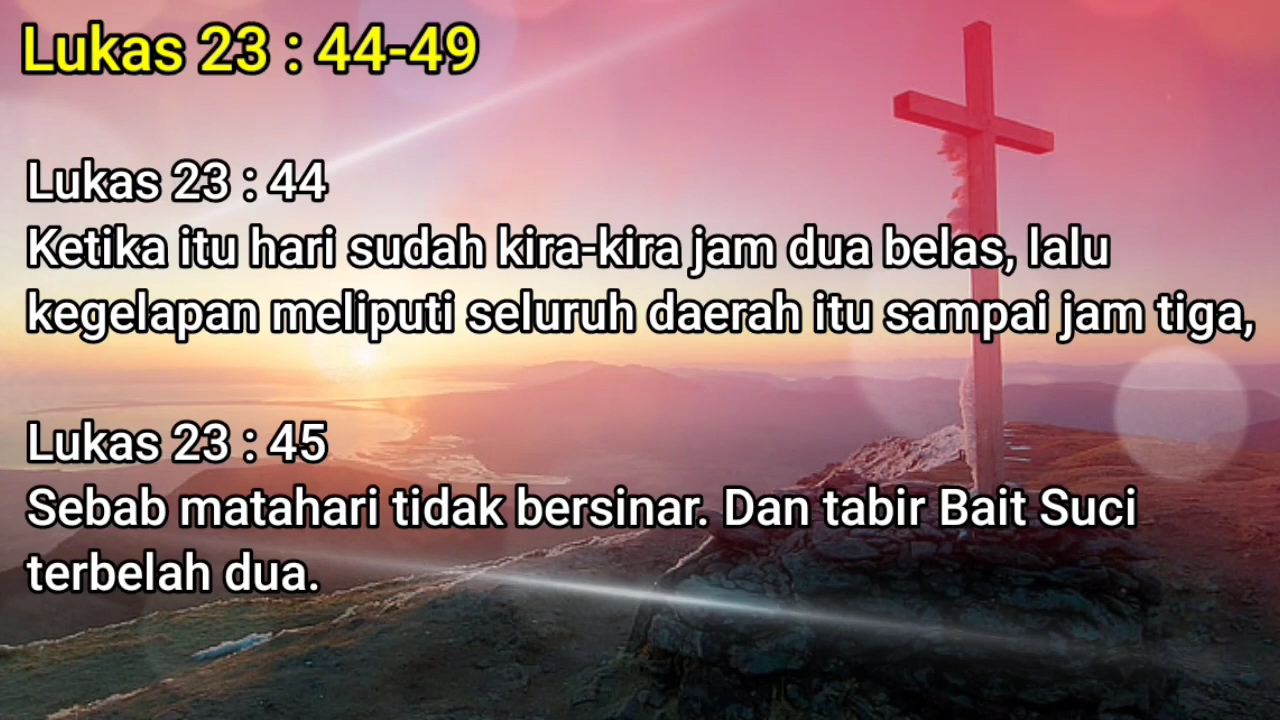 Lukas 23 : 44-49
Lukas 23 : 44
Ketika itu hari sudah kira-kira jam dua belas, lalu
kegelapan meliputi seluruh daerah itu sampai jam tiga,
Lukas 23 : 45
Sebab matahari tidak bersinar. Dan tabir Bait Suci
terbelah dua.